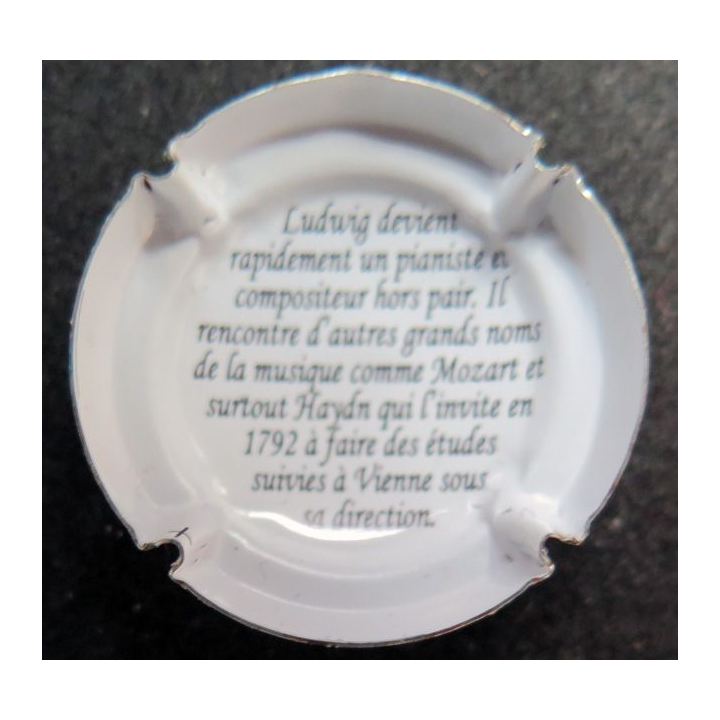 Ludwig devient
rapidement un pianiste et
compositeur hors pair. Il
rencontre d'autres grands noms
de la musique comme Mozart et
surtout Haydn qui l'invite en
1792 à faire des études
suivies à Vienne sous
sa direction.